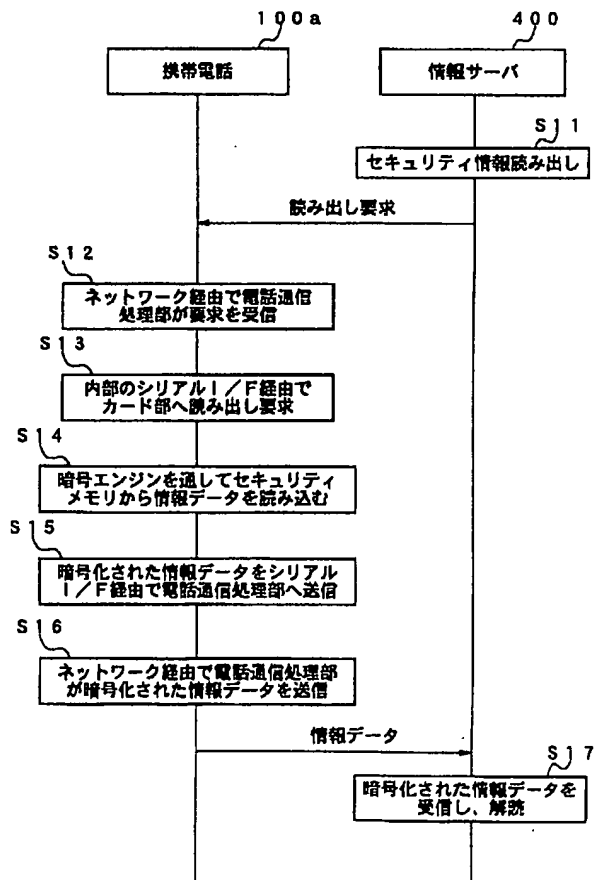 100a
400
携帯電話
情報サーバ
S11
セキュリティ情報読み出し
読み出し要求
S12
ネットワーク経由で電話通信
処理部が要求を受信
S13
内部のシリアルI/F経由で
カード部へ読み出し要求
S14
暗号エンジンを通してセキュリティ
メモリから情報データを読み込む
S15
暗号化された情報データをシリアル
I/F経由で電話通信処理部へ送信
S16
ネットワーク経由で電話通信処理部
が暗号化された情報データを送信
情報データ
S17
暗号化された情報データを
受信し、解読